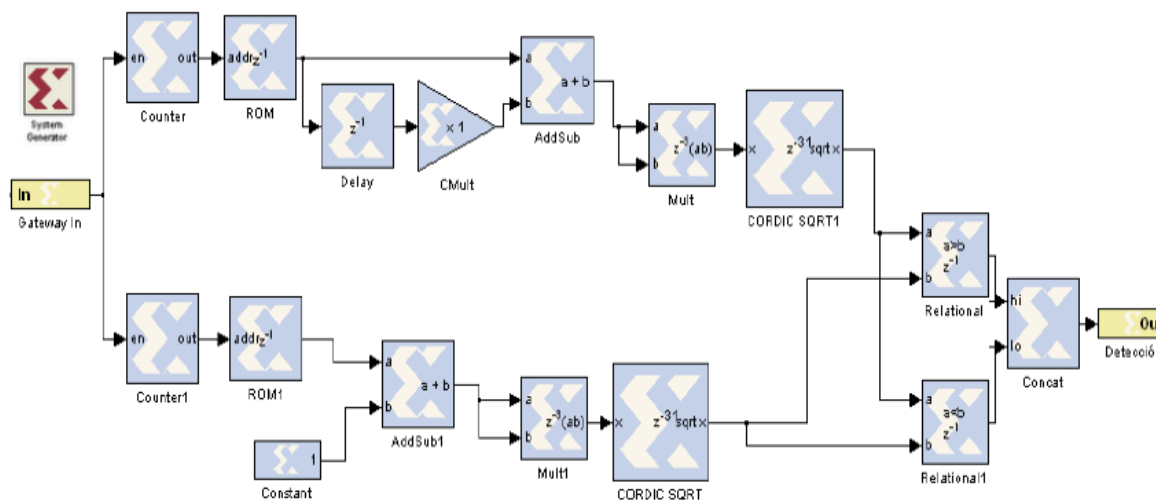 System
Generator
In
Gateway In
en
out
Counter
addr
z-1
ROM
z-1
Delay
x 1
CMult
a
b
a + b
AddSub
a
b
z-3(ab)
Mult
x
z-31
sqrt
x
CORDIC SQRT1
en
out
Counter1
addr
z-1
ROM1
1
Constant
a
b
a + b
AddSub1
a
b
z-3(ab)
Mult1
x
z-31
sqrt
x
CORDIC SQRT
a
b
a>b
z-1
Relational
a
b
a<b
z-1
Relational1
hi
lo
Concat
Ou
Detecció